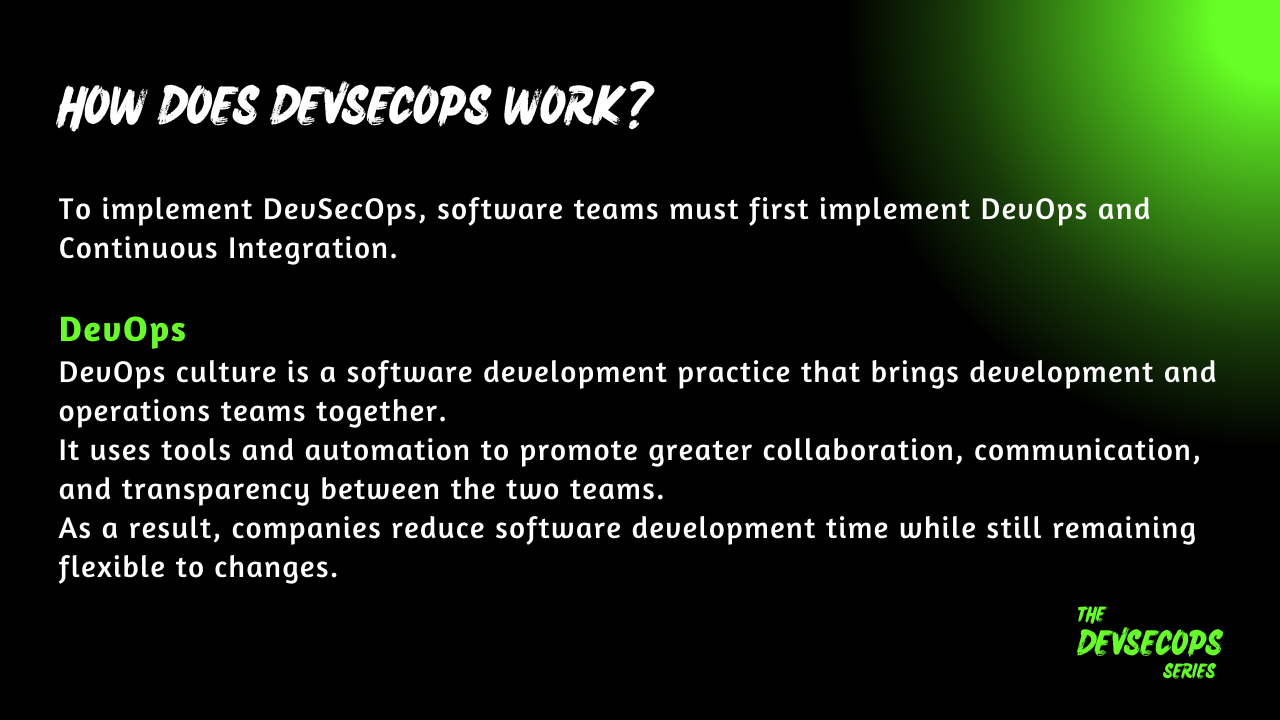 HOW DOES DEVSECOPS WORK?
To implement DevSecOps, software teams must first implement DevOps and
Continuous Integration.
DevOps
DevOps culture is a software development practice that brings development and
operations teams together.
It uses tools and automation to promote greater collaboration, communication,
and transparency between the two teams.
As a result, companies reduce software development time while still remaining
flexible to changes.
THE
DEVSECOPS
SERIES